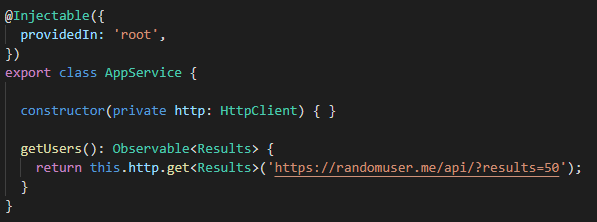 @Injectable({
  providedIn: 'root',
})
export class AppService {
  constructor(private http: HttpClient) { }
  getUsers(): Observable<Results> {
    return this.http.get<Results>('https://randomuser.me/api/?results=50');
  }
}